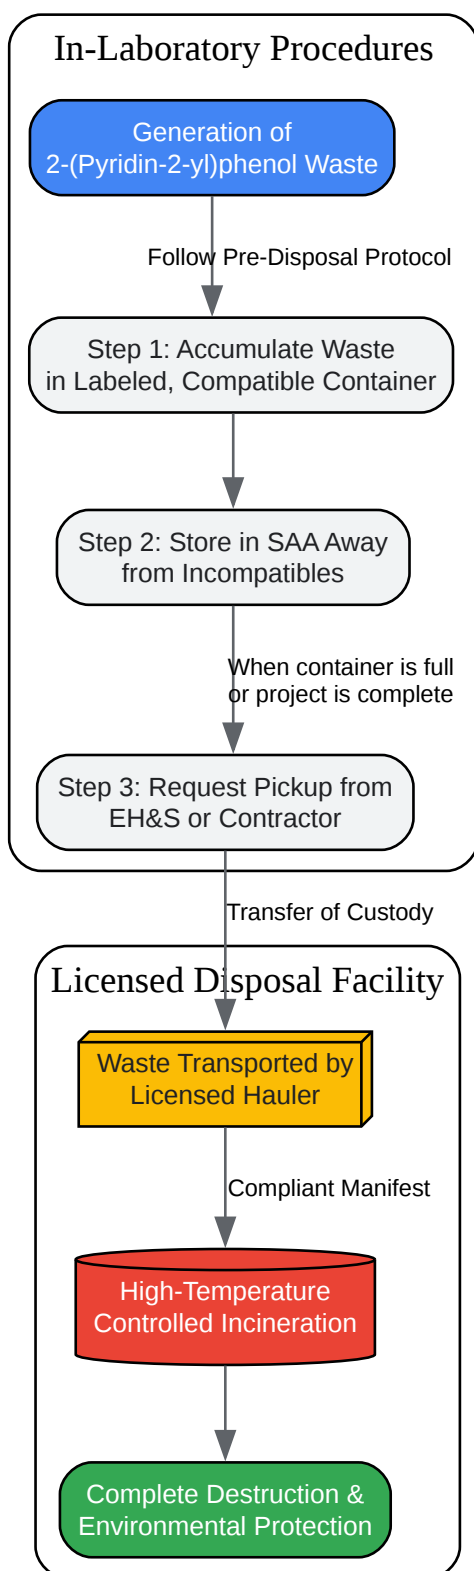 In-Laboratory Procedures
Generation of
2-(Pyridin-2-yl)phenol Waste
Follow Pre-Disposal Protocol
Step 1: Accumulate Waste
in Labeled, Compatible Container
Step 2: Store in SAA Away
from Incompatibles
When container is full
or project is complete
Step 3: Request Pickup from
EH&S or Contractor
Transfer of Custody
Licensed Disposal Facility
Waste Transported by
Licensed Hauler
Compliant Manifest
High-Temperature
Controlled Incineration
Complete Destruction &
Environmental Protection